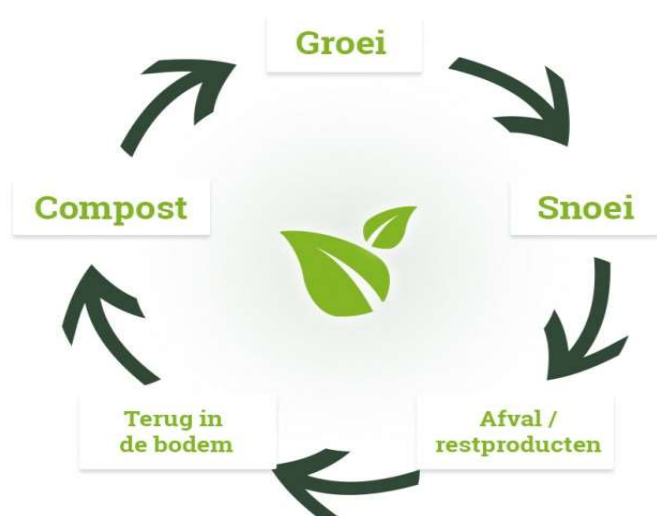 Groei
Snoei
Afval /
restproducten
Terug in
de bodem
Compost